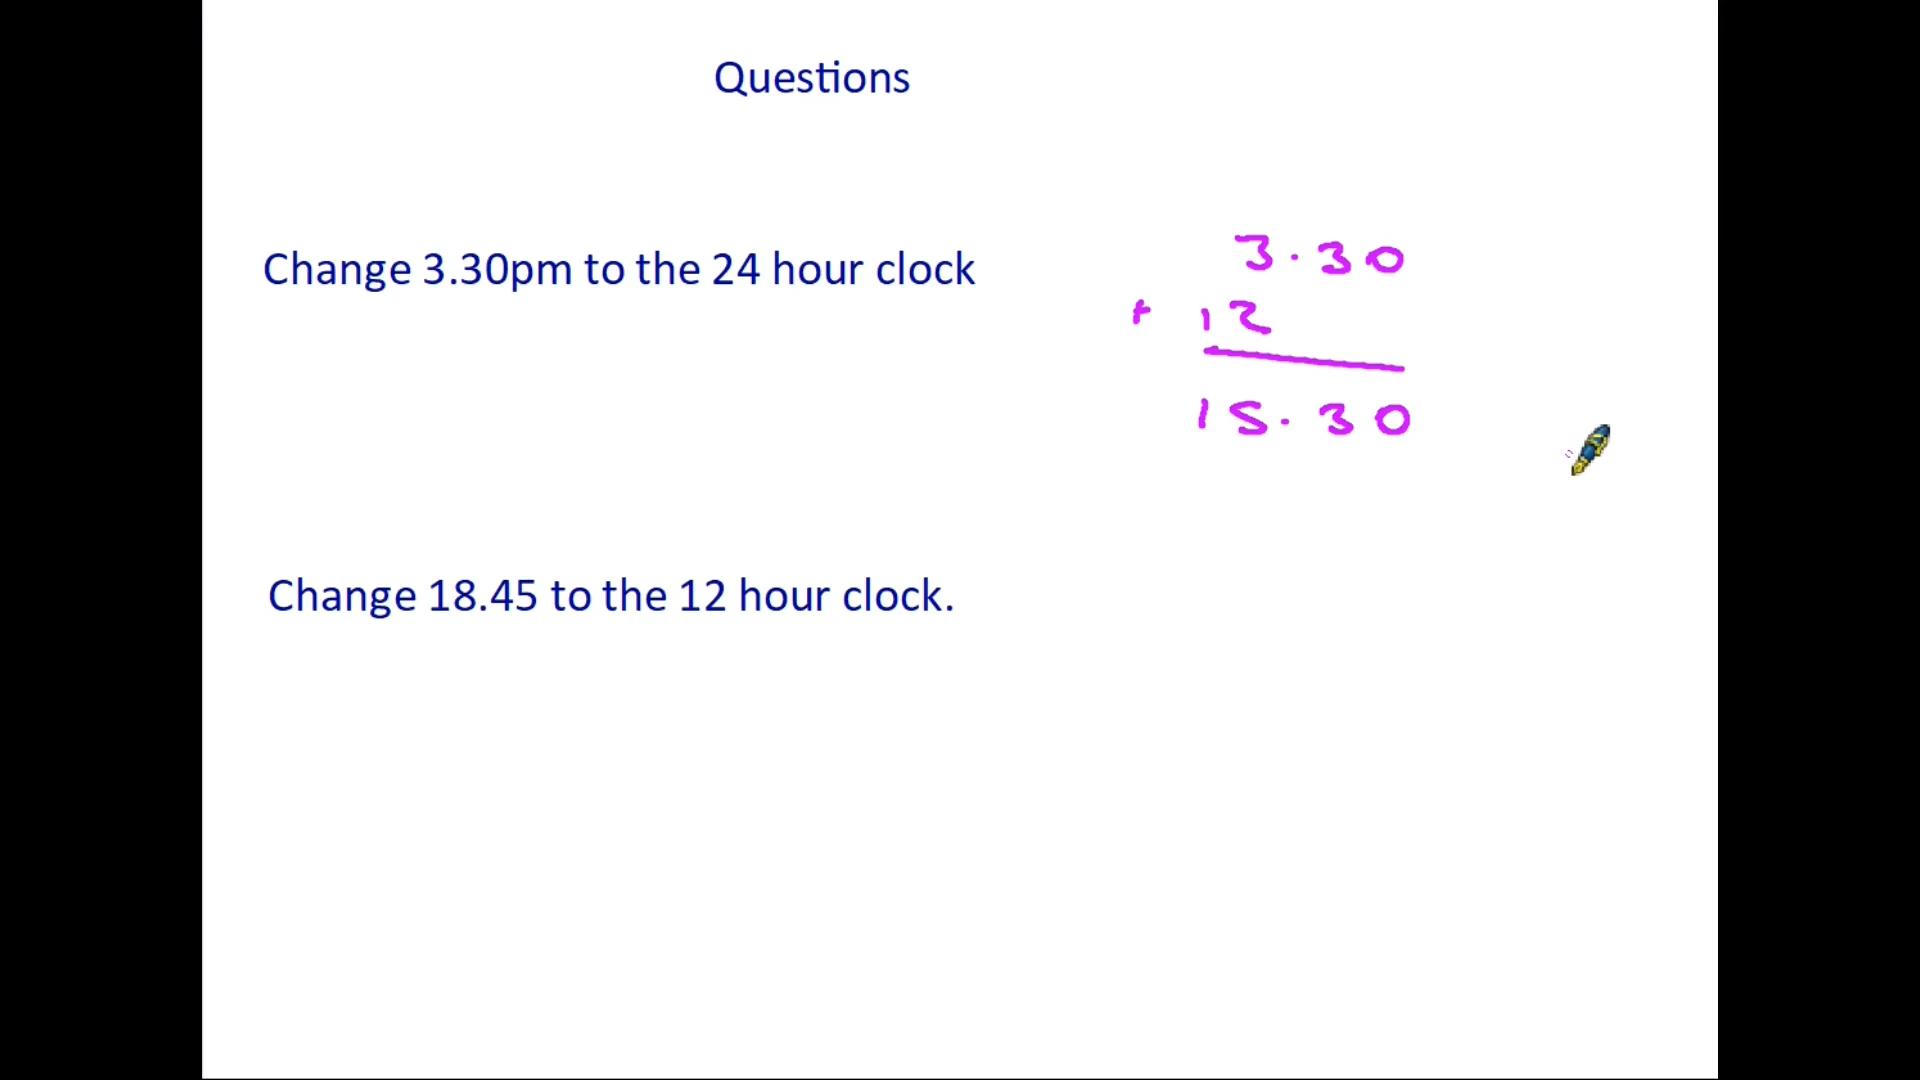 Questions
Change 3.30pm to the 24 hour clock
3.30
+ 12
15.30
Change 18.45 to the 12 hour clock.